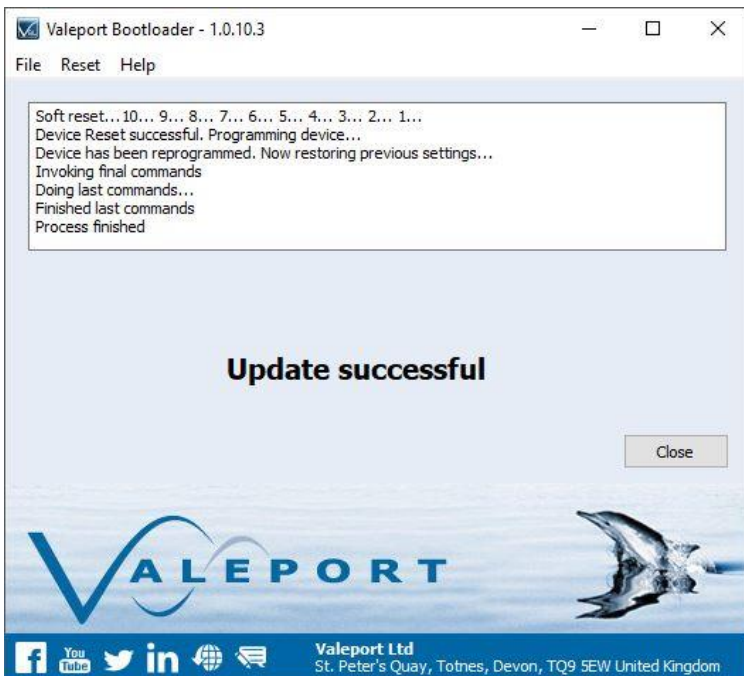 Valeport Bootloader - 1.0.10.3
File Reset Help
Soft reset... 10... 9... 8... 7... 6... 5... 4... 3... 2... 1...
Device Reset successful. Programming device...
Device has been reprogrammed. Now restoring previous settings...
Invoking final commands
Doing last commands...
Finished last commands
Process finished
Update successful
Close
VALEPORT
You
Tube
in
Valeport Ltd
St. Peter's Quay, Totnes, Devon, TQ9 5EW United Kingdom